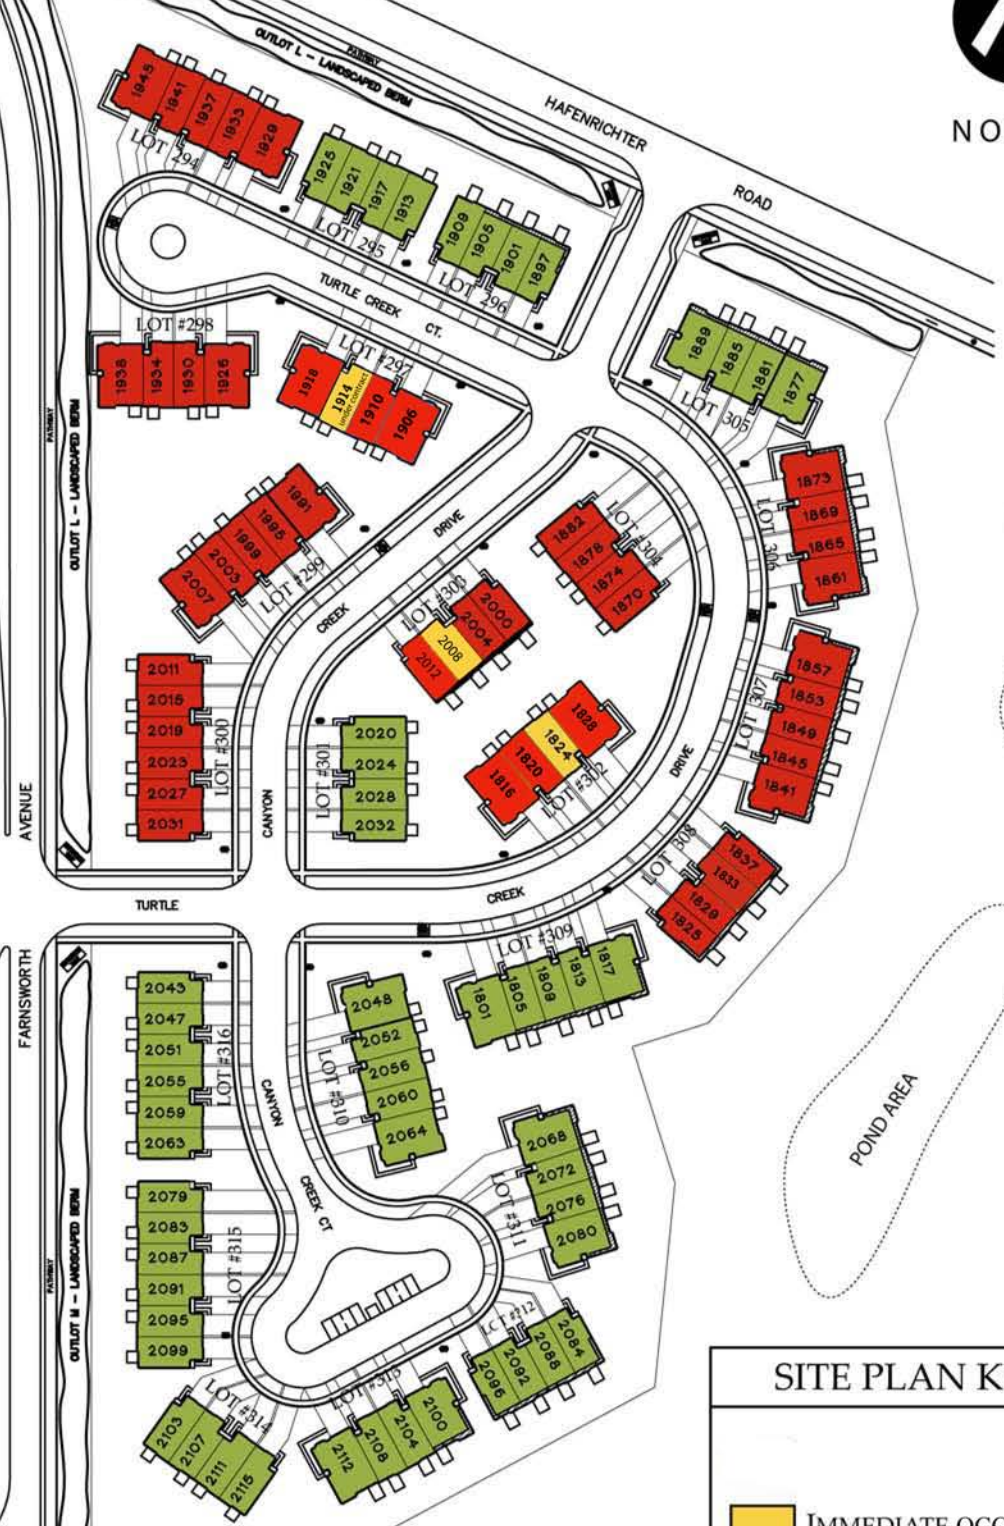 OUTLOT L - LANDSCAPED BERM
PATHWAY
HAFENRICHTER
ROAD
NO
1945
1941
1937
1933
1929
LOT 294
1925
1921
1917
1913
LOT 295
1909
1905
1901
1897
LOT 296
TURTLE CREEK CT.
LOT #298
1938
1934
1930
1926
LOT #297
1918
1914
under contract
1910
1906
1889
1885
1881
1877
LOT 305
PATHWAY
OUTLOT L - LANDSCAPED BERM
1991
1995
1999
2003
2007
LOT #299
DRIVE
CREEK
CANYON
1882
1878
1874
1870
LOT #304
1873
1869
1865
1861
LOT 306
LOT #303
2000
2004
2008
2012
1857
1853
1849
1845
1841
LOT 307
2011
2015
2019
2023
2027
2031
LOT #300
LOT #301
2020
2024
2028
2032
1828
1824
1820
1816
LOT #302
DRIVE
CREEK
TURTLE
1837
1833
1829
1825
LOT 308
AVENUE
FARNSWORTH
LOT #309
1801
1805
1809
1813
1817
2043
2047
2051
2055
2059
2063
LOT #316
2048
2052
2056
2060
2064
LOT #310
CANYON
CREEK CT
POND AREA
2068
2072
2076
2080
LOT #311
2079
2083
2087
2091
2095
2099
LOT #315
PATHWAY
OUTLOT M - LANDSCAPED BERM
LOT #312
2084
2088
2092
2096
LOT #313
2100
2104
2108
2112
LOT #314
2103
2107
2111
2115
SITE PLAN K
IMMEDIATE OCC